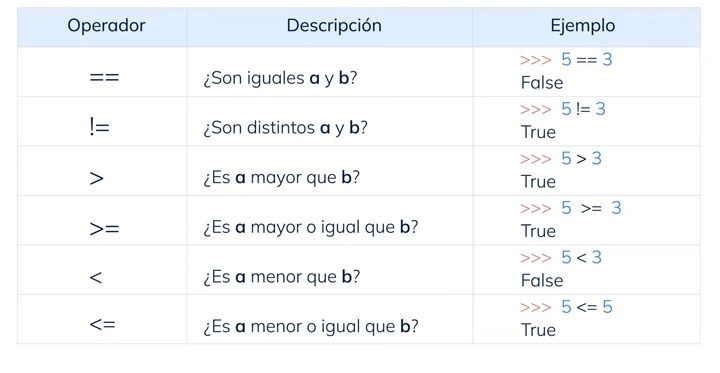 Operador Descripción Ejemplo
== ¿Son iguales a y b? >>> 5 == 3
False
!= ¿Son distintos a y b? >>> 5 != 3
True
> ¿Es a mayor que b? >>> 5 > 3
True
>= ¿Es a mayor o igual que b? >>> 5 >= 3
True
< ¿Es a menor que b? >>> 5 < 3
False
<= ¿Es a menor o igual que b? >>> 5 <= 5
True